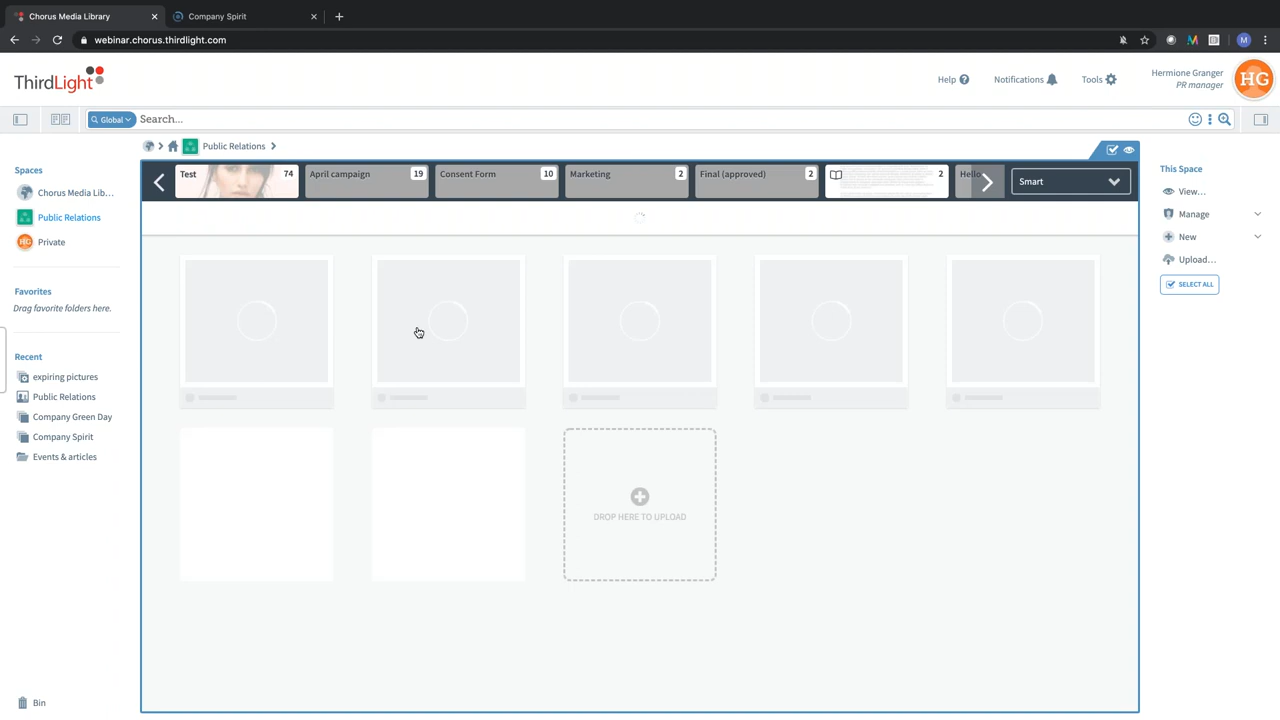 Chorus Media Library
Company Spirit
webinar.chorus.thirdlight.com
M
ThirdLight
Help
Notifications
Tools
Hermione Granger
PR manager
HG
Global
Search...
Public Relations
Spaces
Chorus Media Lib...
Public Relations
HG Private
Favorites
Drag favorite folders here.
Recent
expiring pictures
Public Relations
Company Green Day
Company Spirit
Events & articles
Bin
Test 74
April campaign 19
Consent Form 10
Marketing 2
Final (approved) 2
2
Hello
Smart
DROP HERE TO UPLOAD
This Space
View...
Manage
New
Upload...
SELECT ALL